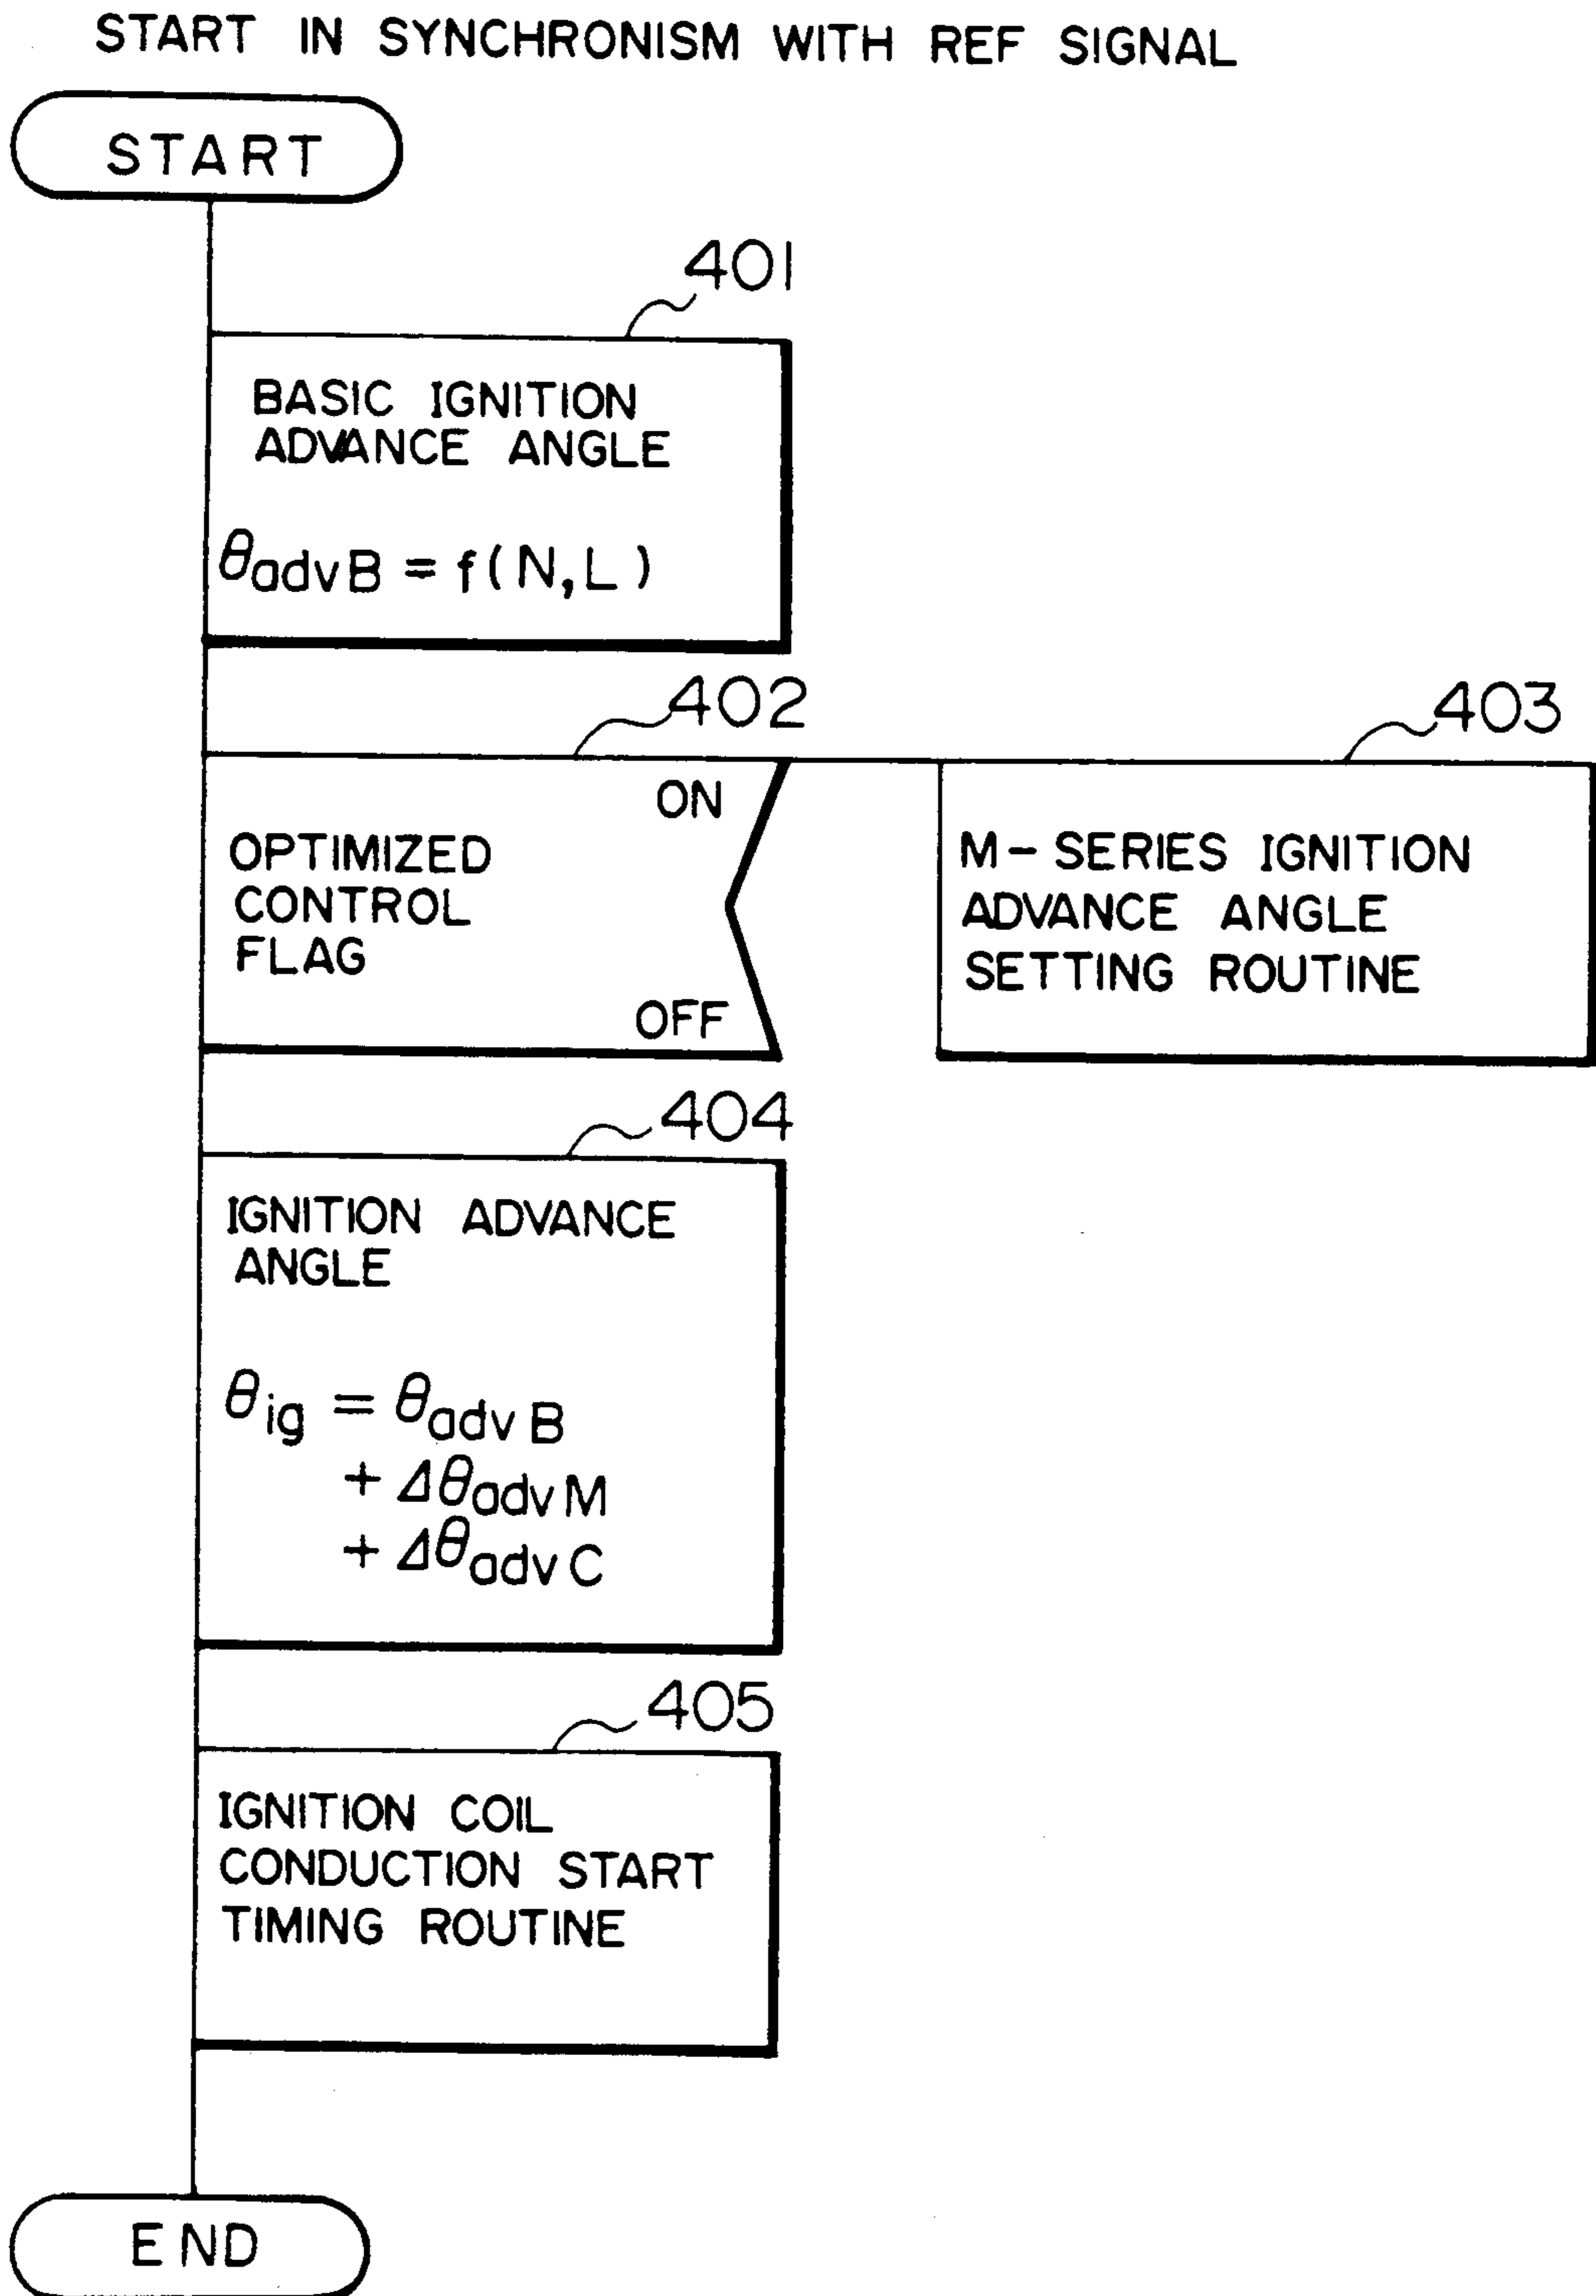 START IN SYNCHRONISM WITH REF SIGNAL
START
401
BASIC IGNITION
ADVANCE ANGLE
θadvB = f(N,L)
402
403
ON
OPTIMIZED
CONTROL
FLAG
OFF
M-SERIES IGNITION
ADVANCE ANGLE
SETTING ROUTINE
404
IGNITION ADVANCE
ANGLE
θig = θadvB
+ ΔθadvM
+ ΔθadvC
405
IGNITION COIL
CONDUCTION START
TIMING ROUTINE
END